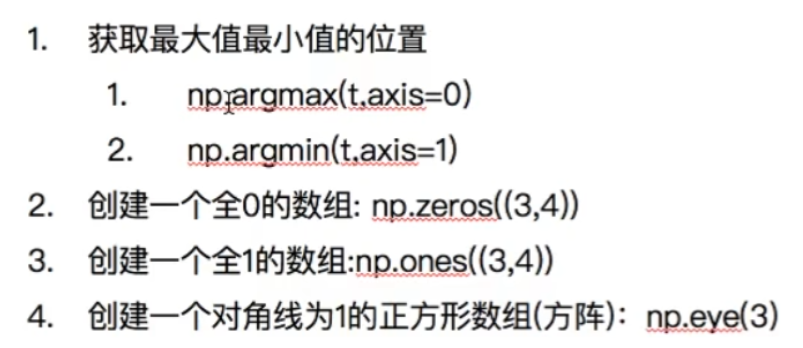 1. 获取最大值最小值的位置
1. np.argmax(t,axis=0)
2. np.argmin(t,axis=1)
2. 创建一个全0的数组: np.zeros((3,4))
3. 创建一个全1的数组:np.ones((3,4))
4. 创建一个对角线为1的正方形数组(方阵)：np.eye(3)